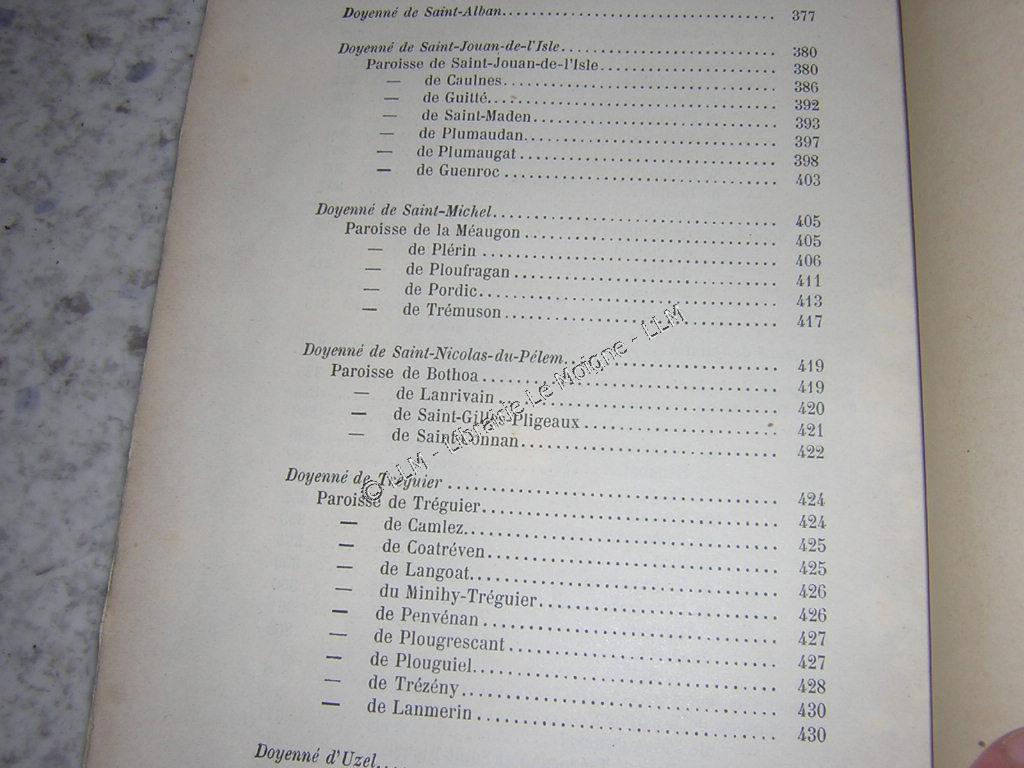 Doyenné de Saint-Alban 377
Doyenné de Saint-Jouan-de-l'Isle 380
Paroisse de Saint-Jouan-de-l'Isle 380
— de Caulnes 386
— de Guitté 392
— de Saint-Maden 393
— de Plumaudan 397
— de Plumaugat 398
— de Guenroc 403
Doyenné de Saint-Michel 405
Paroisse de la Méaugon 405
— de Plérin 406
— de Ploufragan 411
— de Pordic 413
— de Trémuson 417
Doyenné de Saint-Nicolas-du-Pélem 419
Paroisse de Bothoa 419
— de Lanrivain 420
— de Saint-Gilles-Pligeaux 421
— de Saint-Connan 422
Doyenné de Tréguier 424
Paroisse de Tréguier 424
— de Camlez 425
— de Coatréven 425
— de Langoat 426
— du Minihy-Tréguier 426
— de Penvénan 427
— de Plougrescant 427
— de Plouguiel 428
— de Trézény 430
— de Lanmerin 430
Doyenné d'Uzel
© LLM - Librairie Le Moigne - LLM